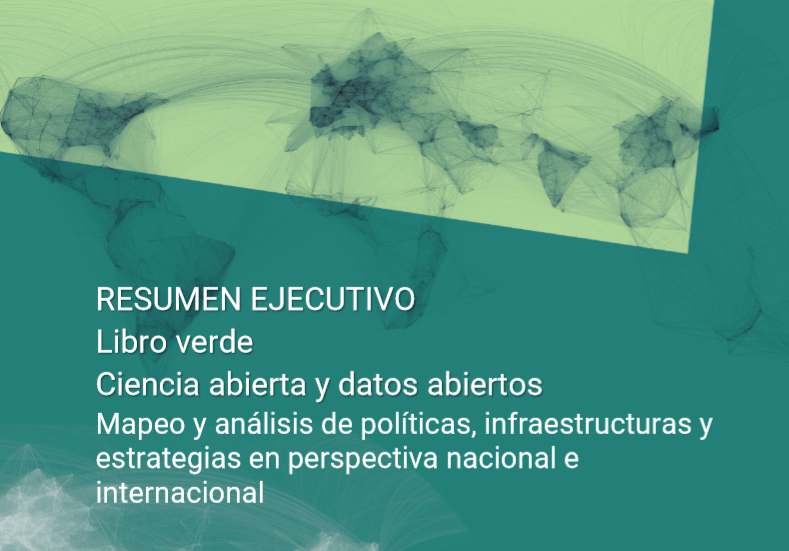 RESUMEN EJECUTIVO
Libro verde
Ciencia abierta y datos abiertos
Mapeo y análisis de políticas, infraestructuras y
estrategias en perspectiva nacional e
internacional